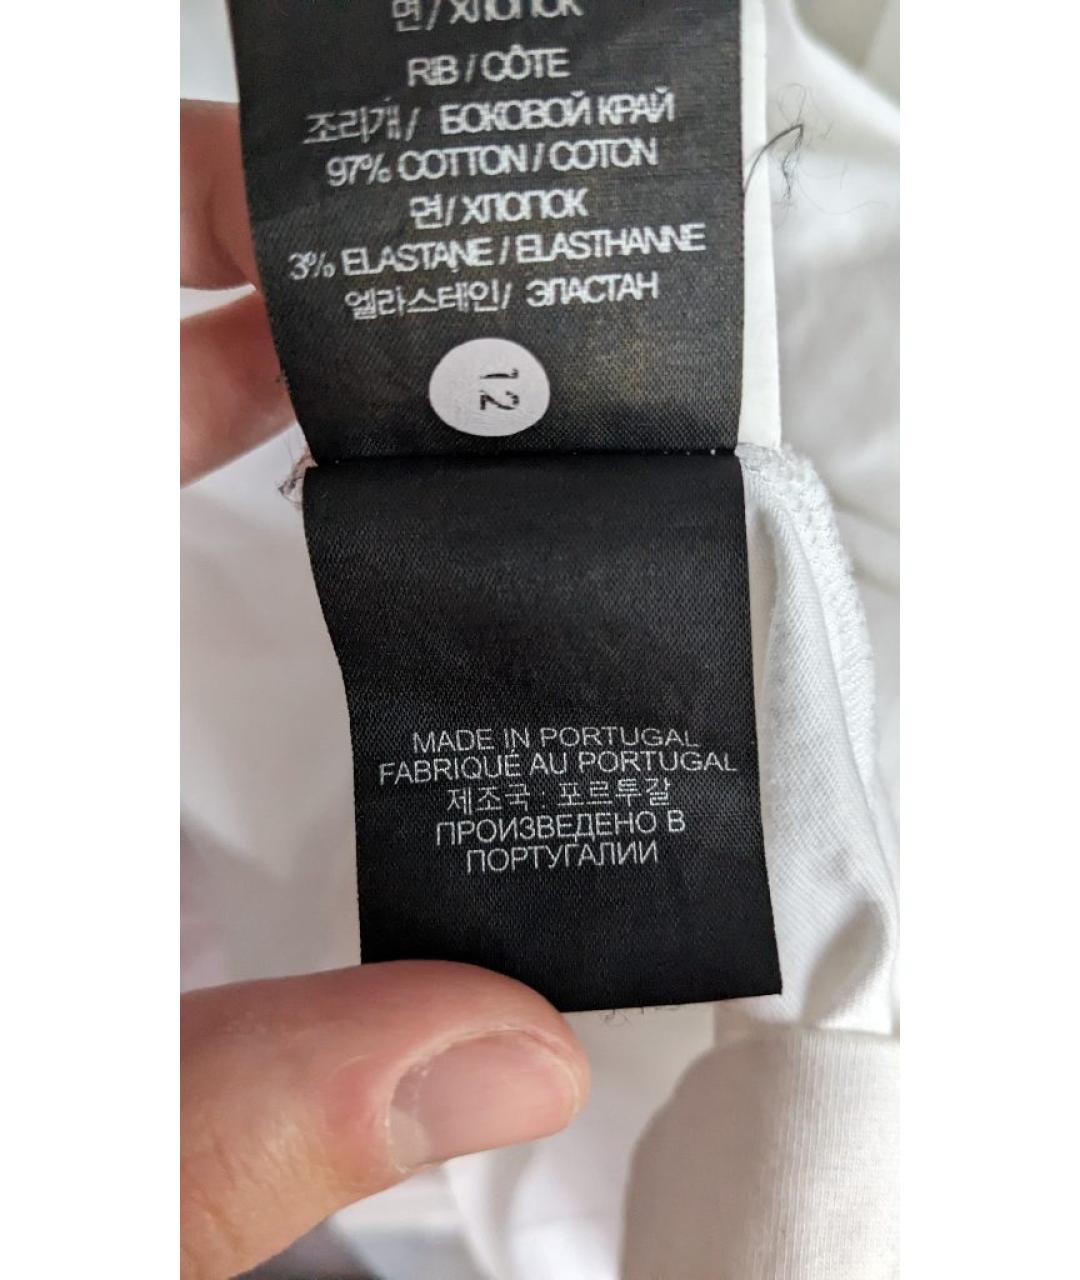 면/ХЛОПОК
RIB / CÔTE
조리개/ БОКОВОЙ КРАЙ
97% COTTON / COTON
면/ХЛОПОК
3% ELASTANE / ELASTHANNE
엘라스테인/ ЭЛАСТАН
12
MADE IN PORTUGAL
FABRIQUÉ AU PORTUGAL
제조국 : 포르투갈
ПРОИЗВЕДЕНО В
ПОРТУГАЛИИ